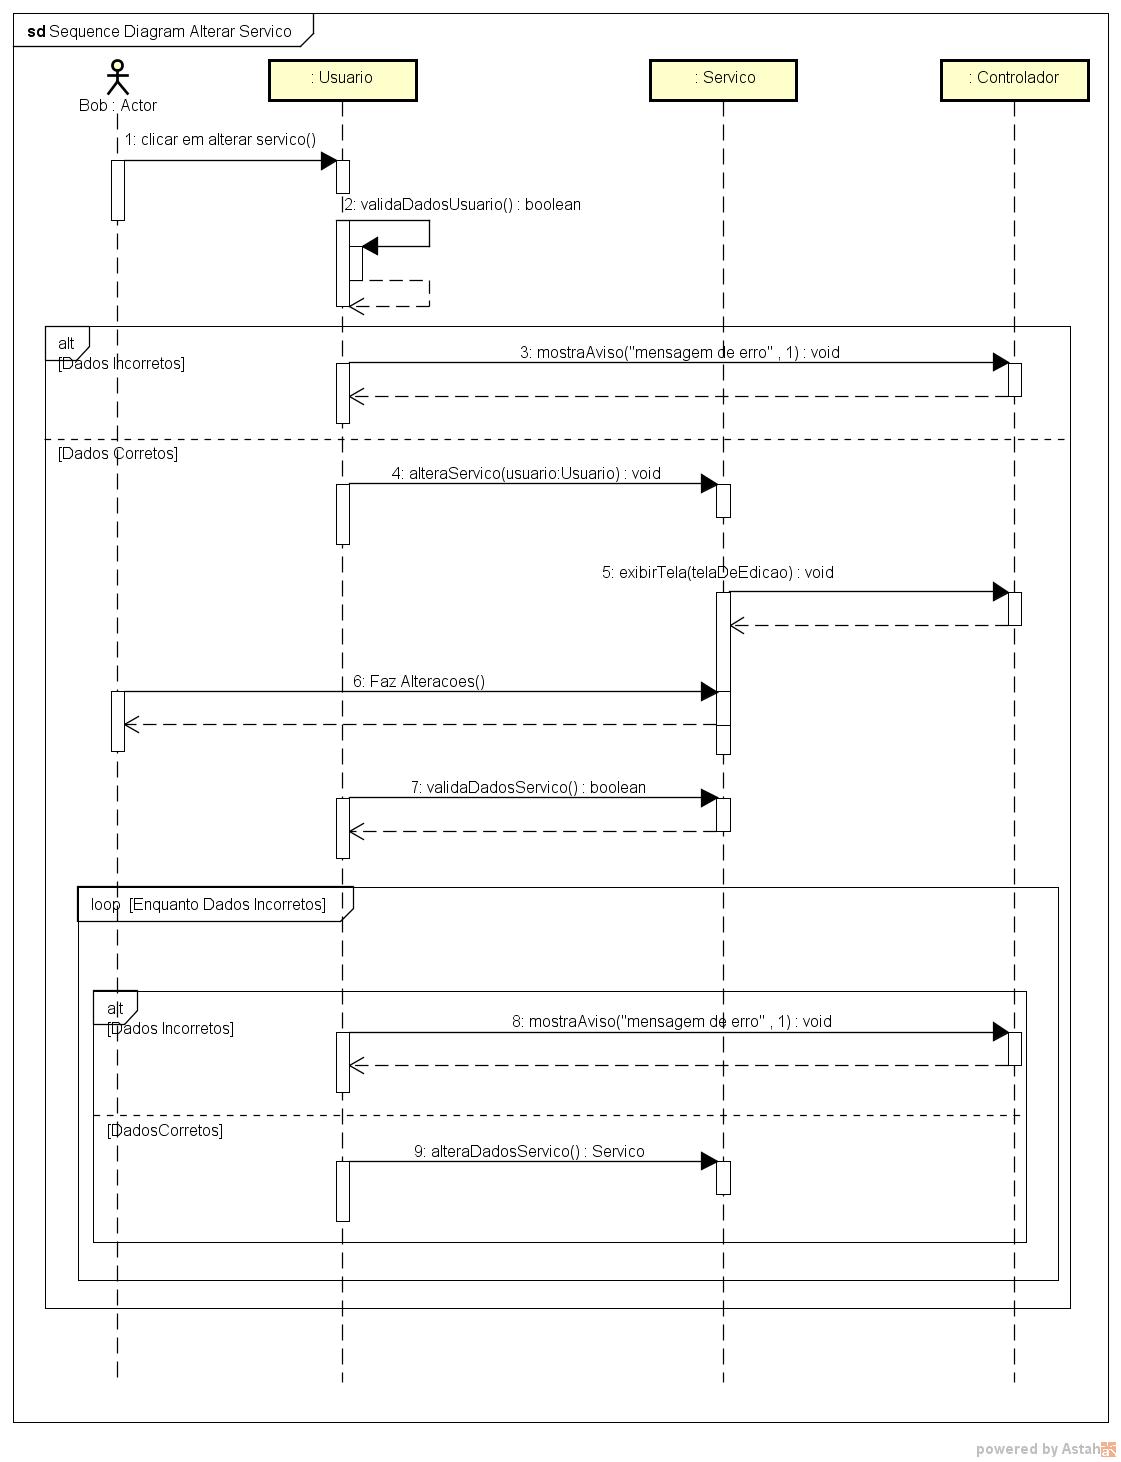 sd Sequence Diagram Alterar Servico
: Usuario
: Servico
: Controlador
Bob : Actor
1: clicar em alterar servico()
2: validaDadosUsuario() : boolean
alt
[Dados Incorretos]
3: mostraAviso("mensagem de erro" , 1) : void
[Dados Corretos]
4: alteraServico(usuario:Usuario) : void
5: exibirTela(telaDeEdicao) : void
6: Faz Alteracoes()
7: validaDadosServico() : boolean
loop [Enquanto Dados Incorretos]
alt
[Dados Incorretos]
8: mostraAviso("mensagem de erro" , 1) : void
[DadosCorretos]
9: alteraDadosServico() : Servico
powered by Astah